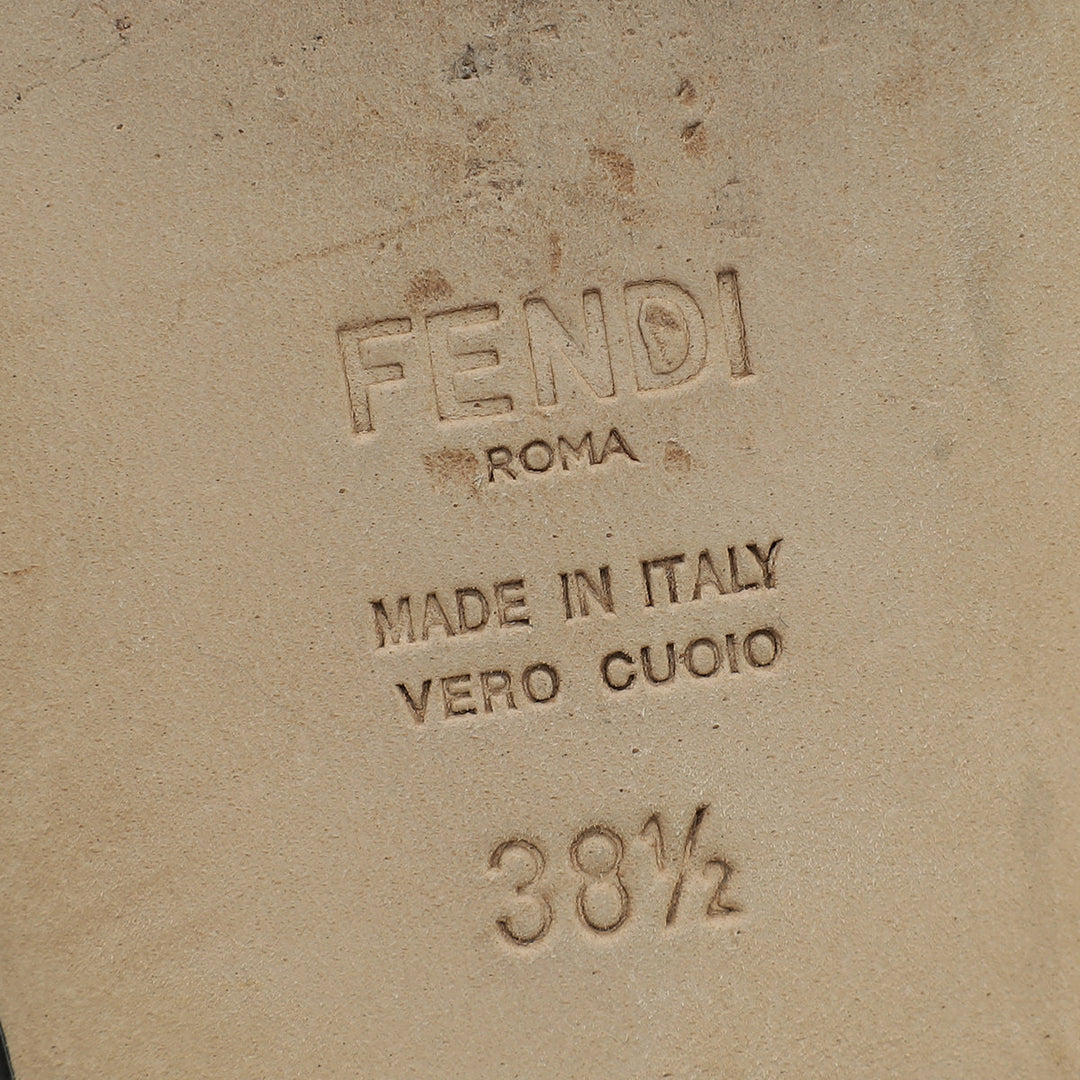 FENDI
ROMA
MADE IN ITALY
VERO CUOIO
38½